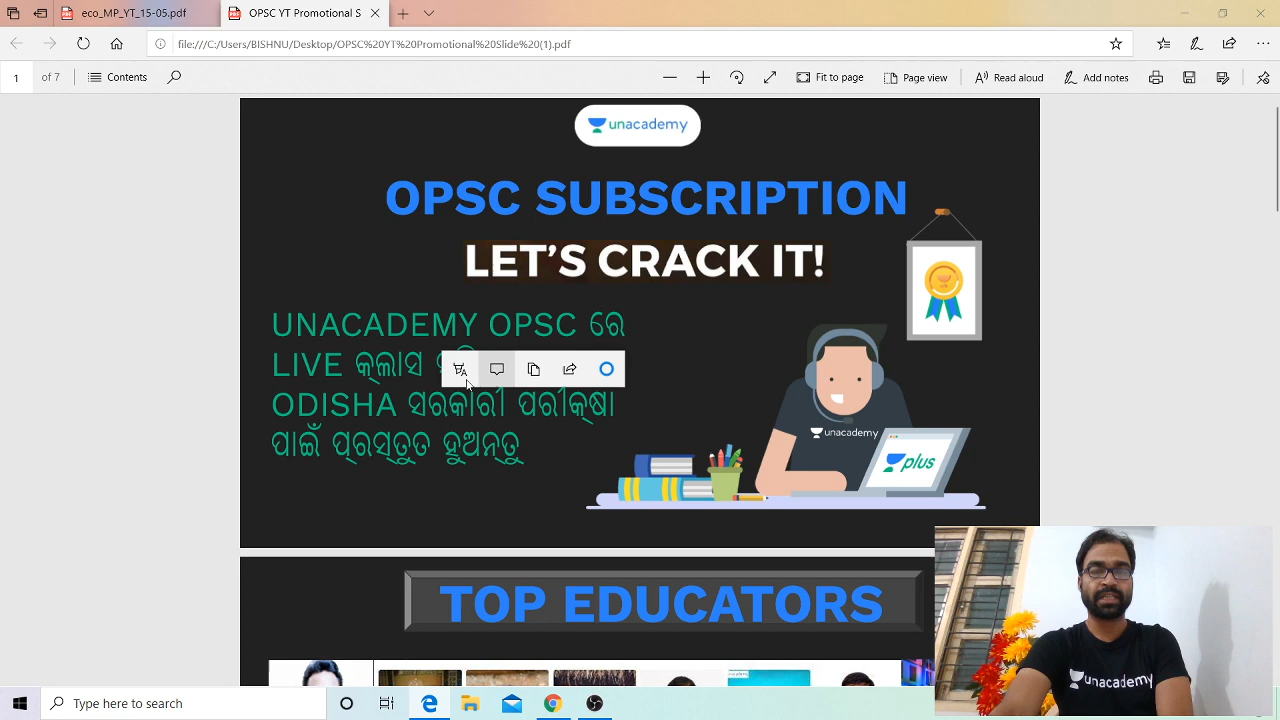 ecc_MP_YT_15-05.pdf
OPSC YT Promotional S
file:///C:/Users/BISHNU/Desktop/OPSC%20YT%20Promotional%20Slide%20(1).pdf
1 of 7 Contents Fit to page Page view Read aloud Add notes
unacademy
OPSC SUBSCRIPTION
LET'S CRACK IT!
UNACADEMY OPSC ରେ
LIVE କ୍ଲାସ
ODISHA ସରକାରୀ ପରୀକ୍ଷା
ପାଇଁ ପ୍ରସ୍ତୁତ ହୁଅନ୍ତୁ
unacademy
plus
TOP EDUCATORS
unacademy
Type here to search